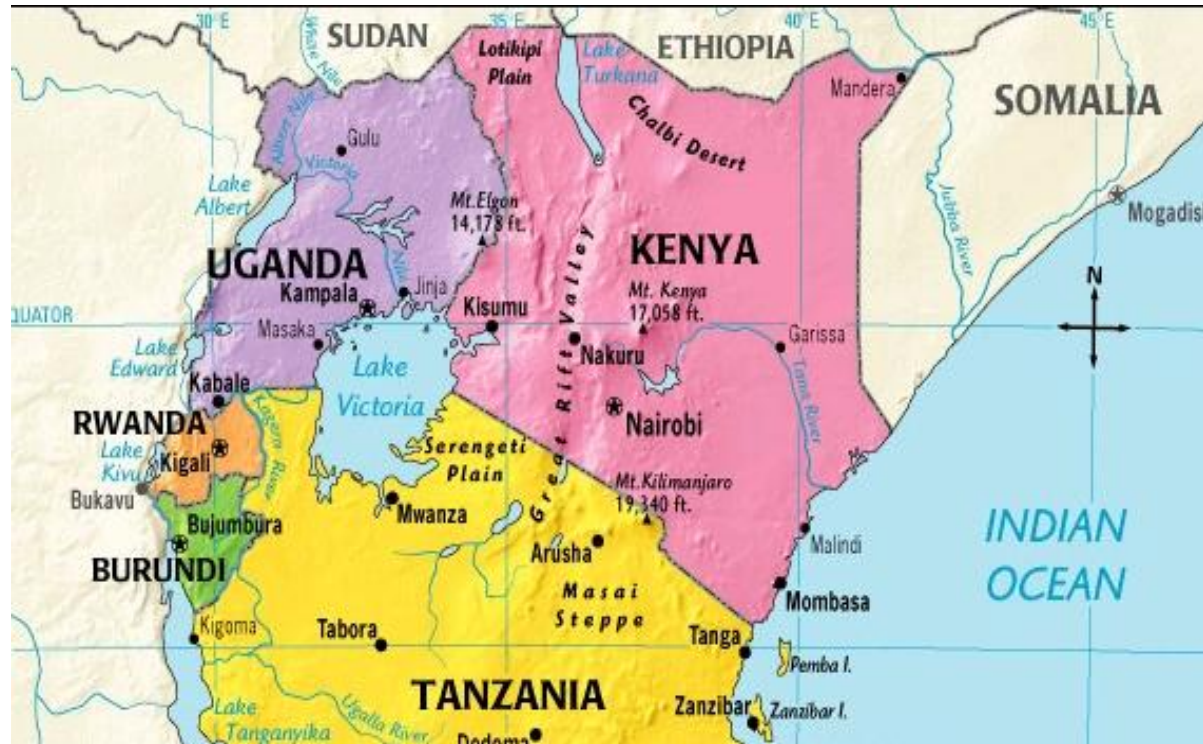 30°E
35°E
40°E
45°E
SUDAN
ETHIOPIA
White Nile
Lotikipi
Plain
Lake
Turkana
Mandera
SOMALIA
Chalbi Desert
Albert Nile
Gulu
Victoria
Nile
Lake
Albert
Mt.Elgon
14,178 ft.
Jubba River
Mogadis
UGANDA
KENYA
Great Rift Valley
Kampala
Jinja
Mt. Kenya
17,058 ft.
N
QUATOR
Kisumu
Masaka
Nakuru
Garissa
Lake
Edward
Lake
Victoria
Tana River
Kabale
Nairobi
RWANDA
Kagera River
Lake
Kivu
Kigali
Serengeti
Plain
Mt.Kilimanjaro
19,340 ft.
Bukavu
Mwanza
Bujumbura
Arusha
Malindi
INDIAN
OCEAN
BURUNDI
Masai
Steppe
Mombasa
Kigoma
Tabora
Tanga
Pemba I.
TANZANIA
Zanzibar
Zanzibar I.
Lake
Tanganyika
Ugalla River
Dodoma